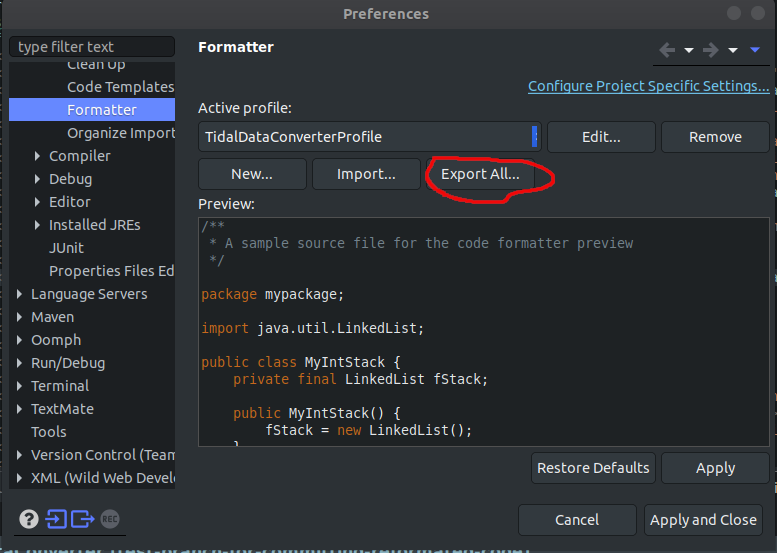 Preferences
type filter text
Clean Up
Code Templates
Formatter
Organize Import
Compiler
Debug
Editor
Installed JREs
JUnit
Properties Files Ed
Language Servers
Maven
Oomph
Run/Debug
Terminal
TextMate
Tools
Version Control (Team
XML (Wild Web Develo
Formatter
Configure Project Specific Settings...
Active profile:
TidalDataConverterProfile
Edit...
Remove
New...
Import...
Export All...
Preview:
/**
* A sample source file for the code formatter preview
*/
package mypackage;
import java.util.LinkedList;
public class MyIntStack {
private final LinkedList fStack;
public MyIntStack() {
fStack = new LinkedList();
}
Restore Defaults
Apply
? REC
Cancel
Apply and Close